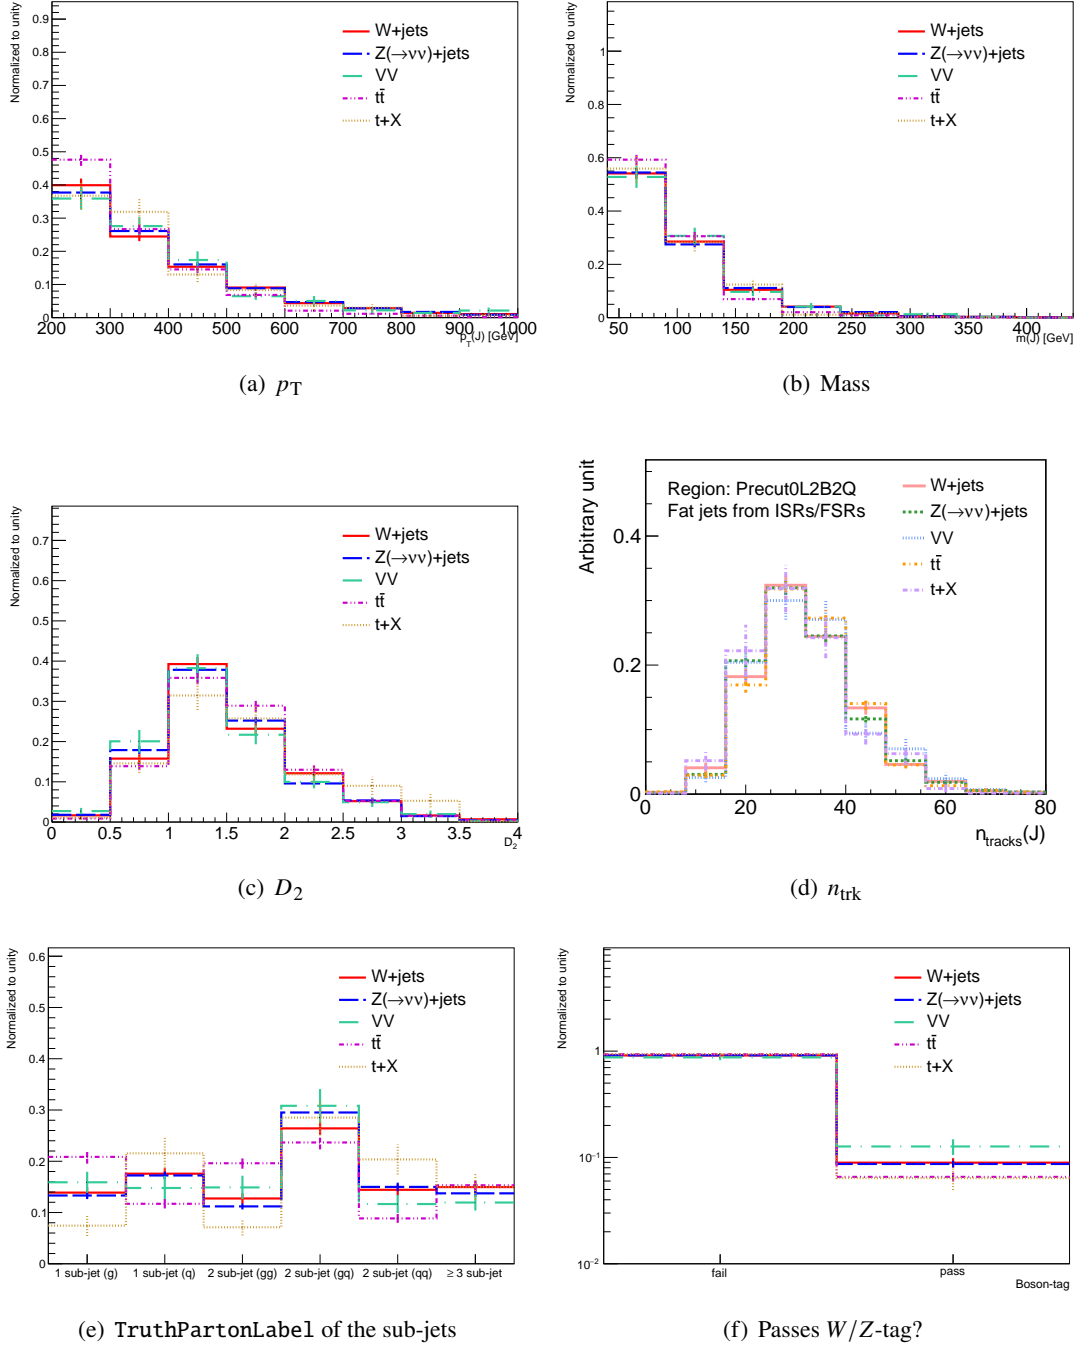 Normalized to unity
0.9
0.8
0.7
0.6
0.5
0.4
0.3
0.2
0.1
0
200 300 400 500 600 700 800 900 1000
p_T(J) [GeV]
W+jets
Z(→νν)+jets
VV
tt̄
t+X
(a) p_T
Normalized to unity
1
0.8
0.6
0.4
0.2
0
50 100 150 200 250 300 350 400
m(J) [GeV]
W+jets
Z(→νν)+jets
VV
tt̄
t+X
(b) Mass
Normalized to unity
0.7
0.6
0.5
0.4
0.3
0.2
0.1
0
0 0.5 1 1.5 2 2.5 3 3.5 4
D_2
W+jets
Z(→νν)+jets
VV
tt̄
t+X
(c) D_2
Arbitrary unit
0.4
0.2
0
Region: Precut0L2B2Q
Fat jets from ISRs/FSRs
W+jets
Z(→νν)+jets
VV
tt̄
t+X
0 20 40 60 80
n_tracks(J)
(d) n_trk
Normalized to unity
0.6
0.5
0.4
0.3
0.2
0.1
0
W+jets
Z(→νν)+jets
VV
tt̄
t+X
1 sub-jet (g) 1 sub-jet (q) 2 sub-jet (gg) 2 sub-jet (gq) 2 sub-jet (qq) ≥ 3 sub-jet
(e) TruthPartonLabel of the sub-jets
Normalized to unity
1
10⁻¹
10⁻²
W+jets
Z(→νν)+jets
VV
tt̄
t+X
fail pass
Boson-tag
(f) Passes W/Z-tag?